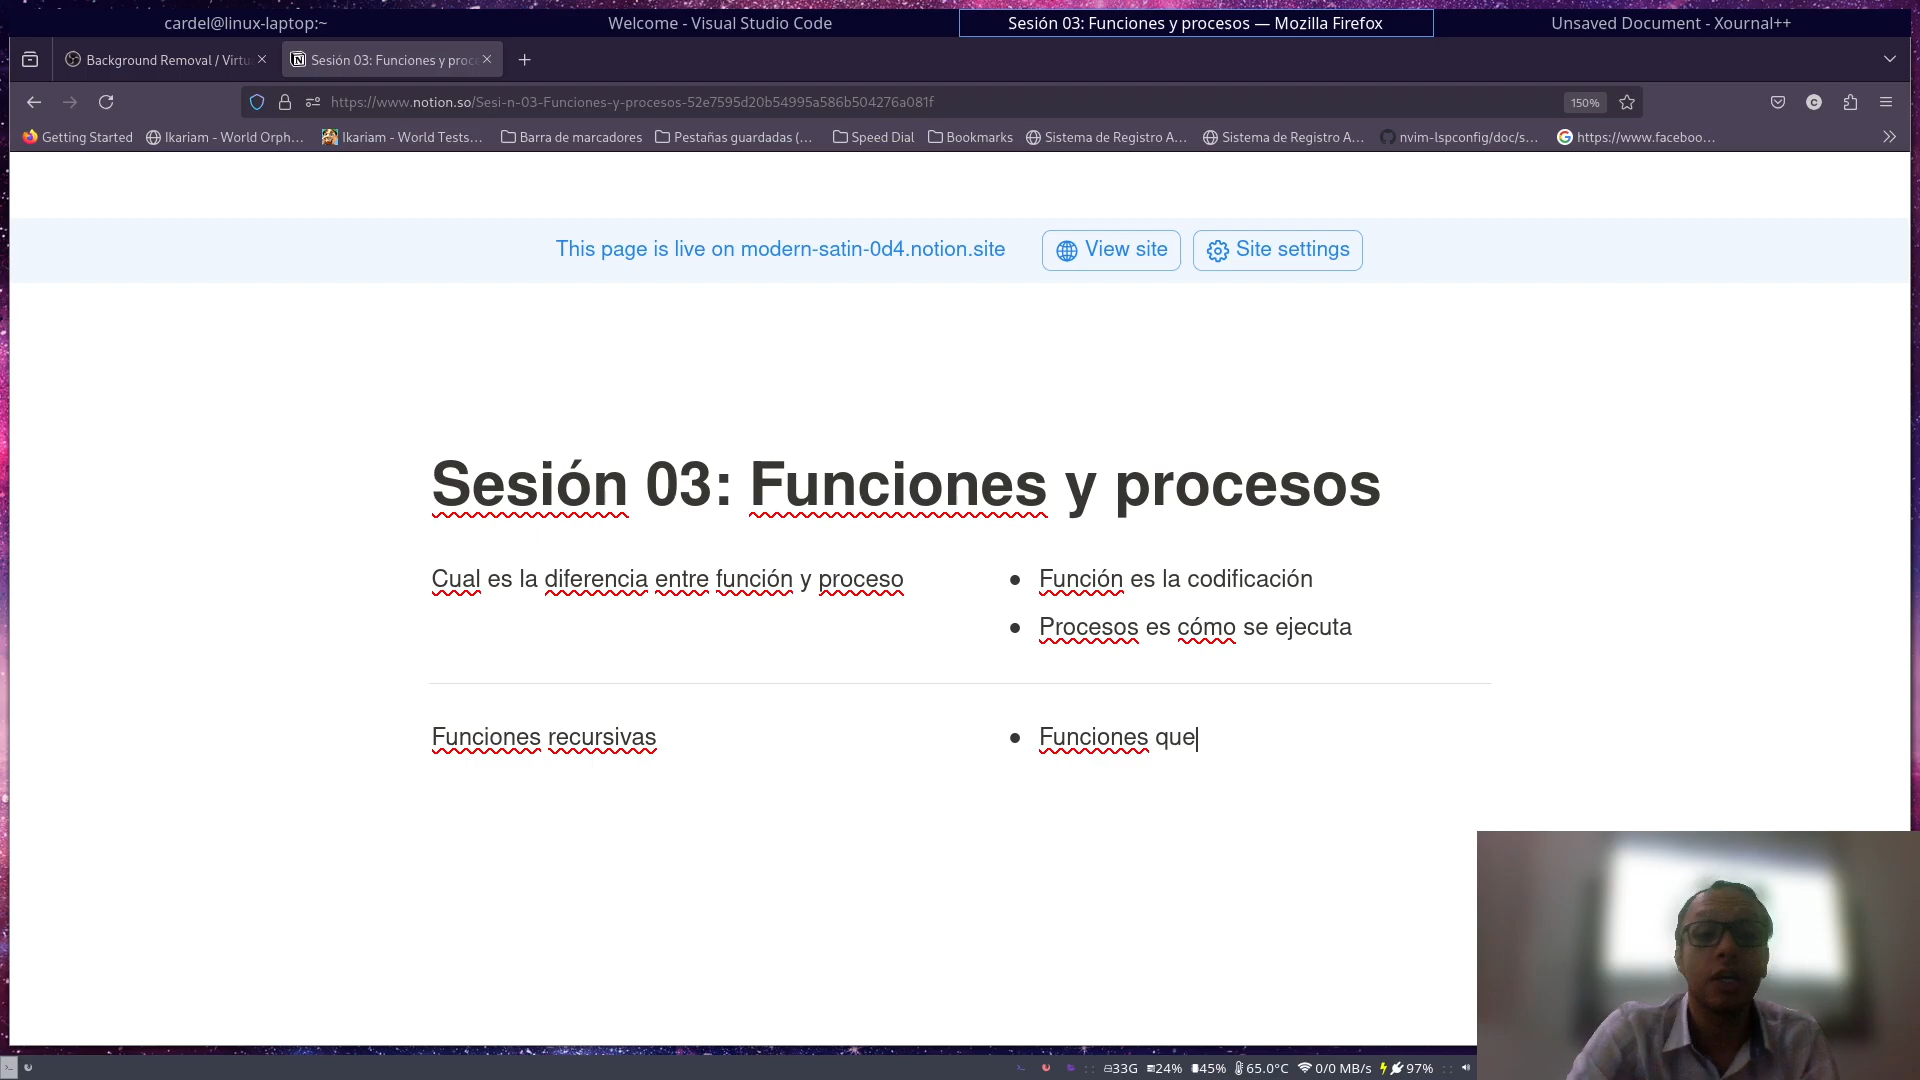 cardel@linux-laptop:~
Welcome - Visual Studio Code
Sesión 03: Funciones y procesos — Mozilla Firefox
Unsaved Document - Xournal++
Background Removal / Virtu
Sesión 03: Funciones y proc
https://www.notion.so/Sesi-n-03-Funciones-y-procesos-52e7595d20b54995a586b504276a081f
150%
Getting Started
Ikariam - World Orph...
Ikariam - World Tests...
Barra de marcadores
Pestañas guardadas (...
Speed Dial
Bookmarks
Sistema de Registro A...
Sistema de Registro A...
nvim-lspconfig/doc/s...
https://www.faceboo...
This page is live on modern-satin-0d4.notion.site
View site
Site settings
Sesión 03: Funciones y procesos
Cual es la diferencia entre función y proceso
Función es la codificación
Procesos es cómo se ejecuta
Funciones recursivas
Funciones que
33G
24%
45%
65.0°C
0/0 MB/s
97%